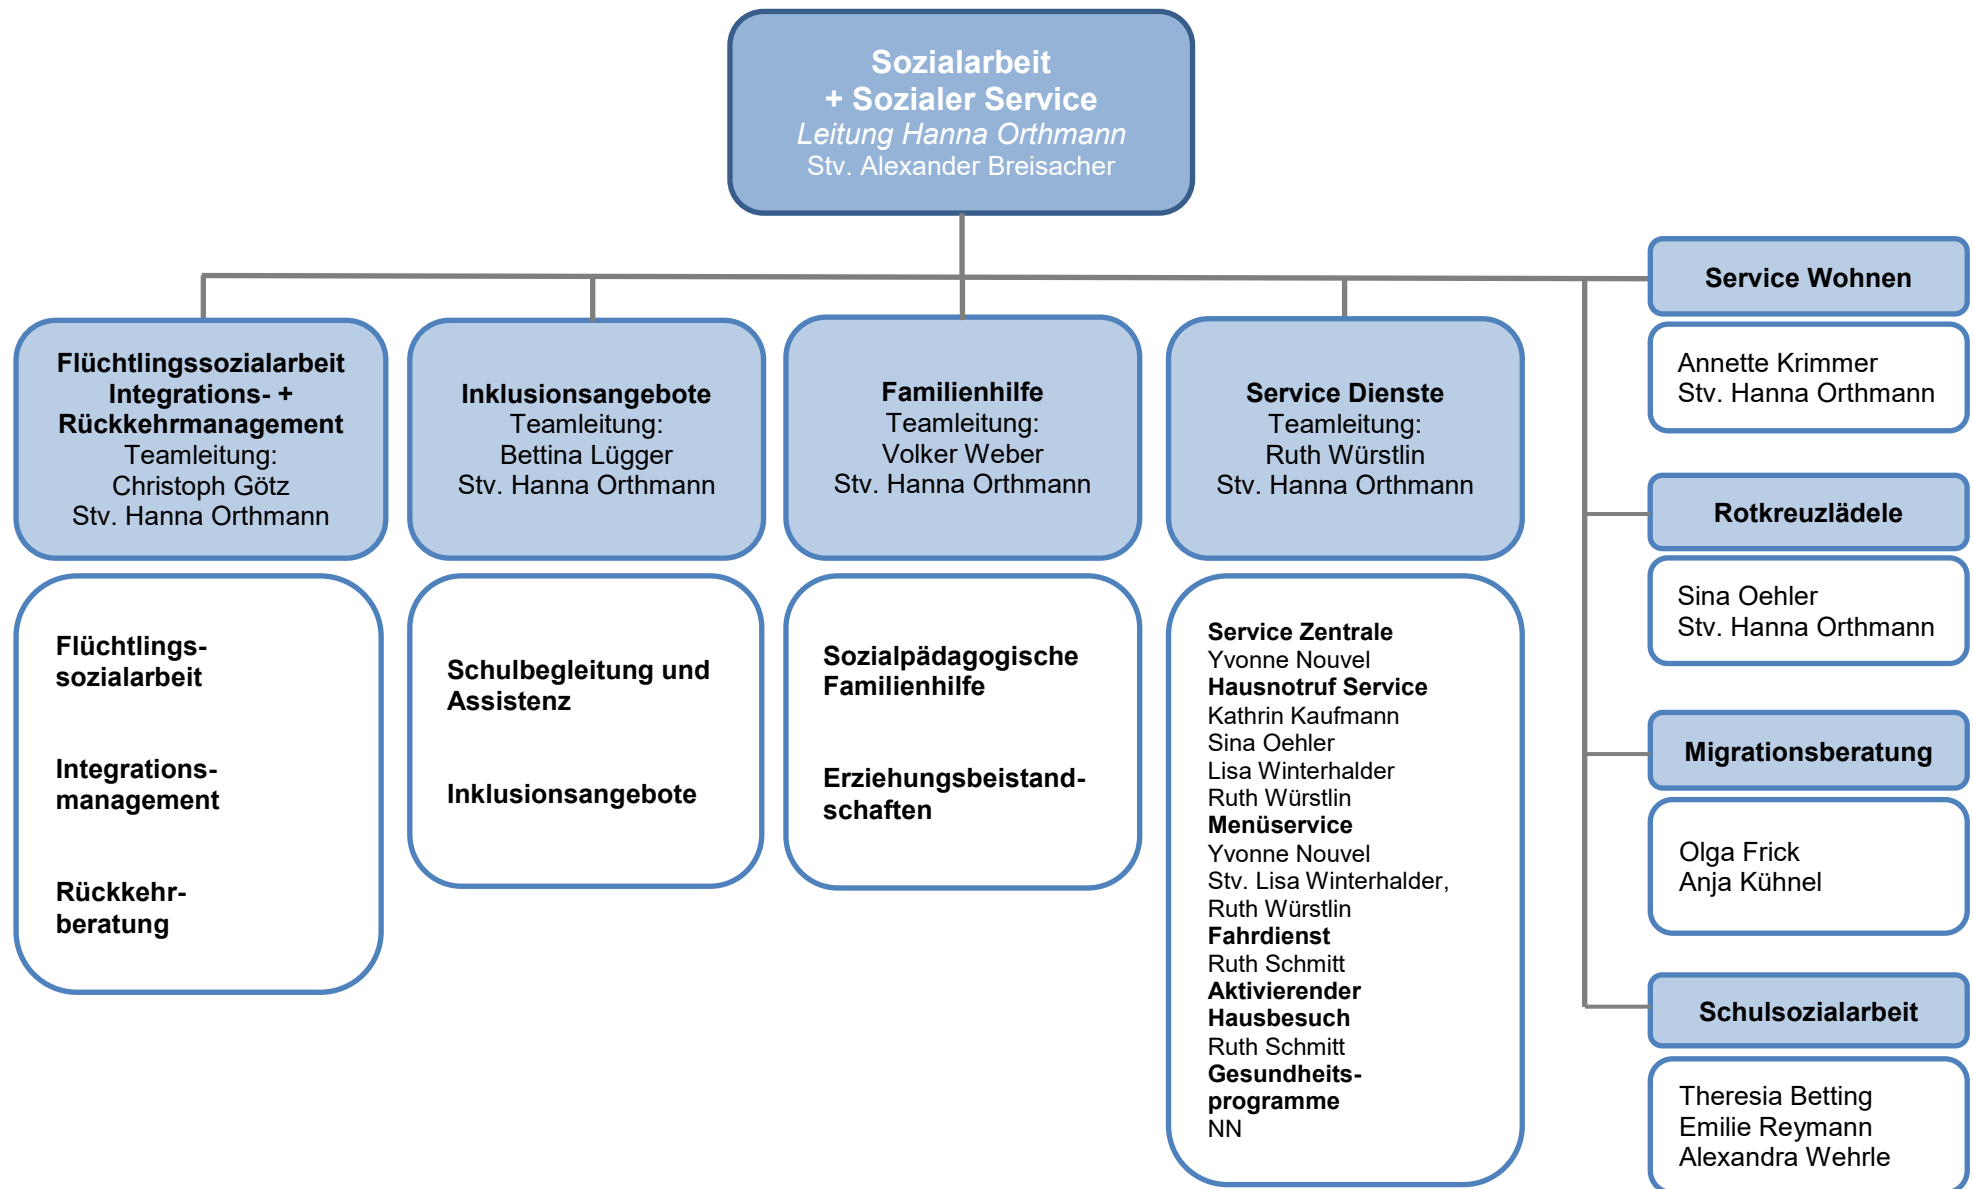 Sozialarbeit
+ Sozialer Service
Leitung Hanna Orthmann
Stv. Alexander Breisacher
Flüchtlingssozialarbeit
Integrations- +
Rückkehrmanagement
Teamleitung:
Christoph Götz
Stv. Hanna Orthmann
Flüchtlings-
sozialarbeit
Integrations-
management
Rückkehr-
beratung
Inklusionsangebote
Teamleitung:
Bettina Lügger
Stv. Hanna Orthmann
Schulbegleitung und
Assistenz
Inklusionsangebote
Familienhilfe
Teamleitung:
Volker Weber
Stv. Hanna Orthmann
Sozialpädagogische
Familienhilfe
Erziehungsbeistand-
schaften
Service Dienste
Teamleitung:
Ruth Würstlin
Stv. Hanna Orthmann
Service Zentrale
Yvonne Nouvel
Hausnotruf Service
Kathrin Kaufmann
Sina Oehler
Lisa Winterhalder
Ruth Würstlin
Menüservice
Yvonne Nouvel
Stv. Lisa Winterhalder,
Ruth Würstlin
Fahrdienst
Ruth Schmitt
Aktivierender
Hausbesuch
Ruth Schmitt
Gesundheits-
programme
NN
Service Wohnen
Annette Krimmer
Stv. Hanna Orthmann
Rotkreuzlädele
Sina Oehler
Stv. Hanna Orthmann
Migrationsberatung
Olga Frick
Anja Kühnel
Schulsozialarbeit
Theresia Betting
Emilie Reymann
Alexandra Wehrle